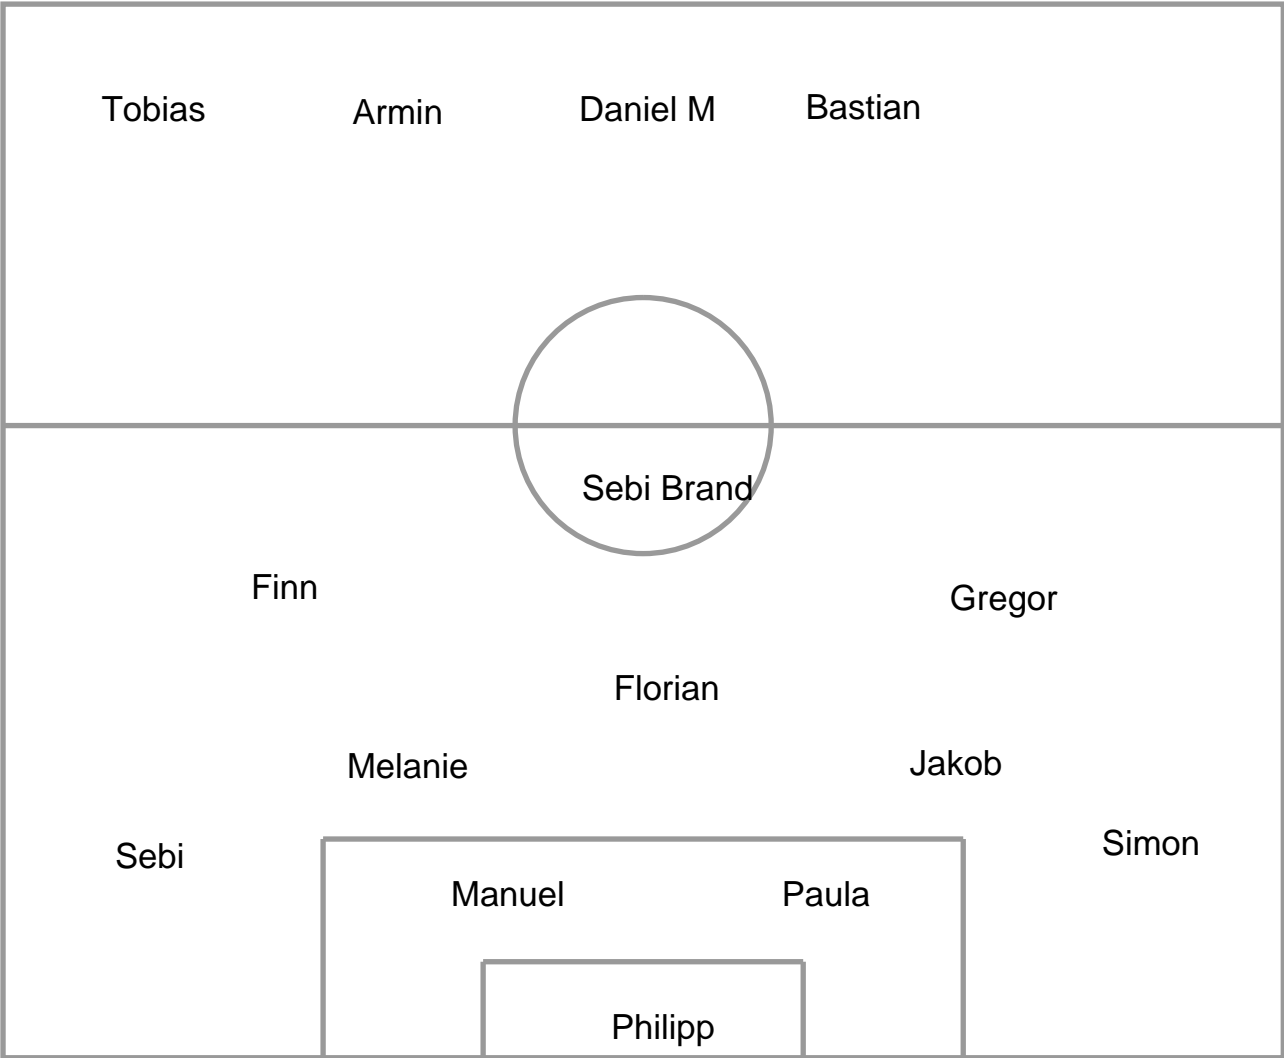 Tobias
Armin
Daniel M
Bastian
Sebi Brand
Finn
Gregor
Florian
Melanie
Jakob
Sebi
Simon
Manuel
Paula
Philipp